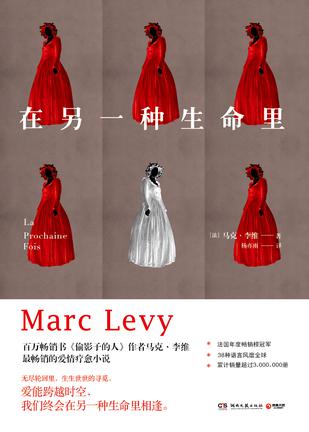 在另一种生命里
La
Prochaine
Fois
[法] 马克·李维 —— 著
杨亦雨 —— 译
Marc Levy
百万畅销书《偷影子的人》作者马克·李维
最畅销的爱情疗愈小说
法国年度畅销榜冠军
38种语言风靡全球
累计销量超过3,000,000册
无尽轮回里，生生世世的寻觅。
爱能跨越时空，
我们终会在另一种生命里相逢。
湖南文艺出版社
博集天卷